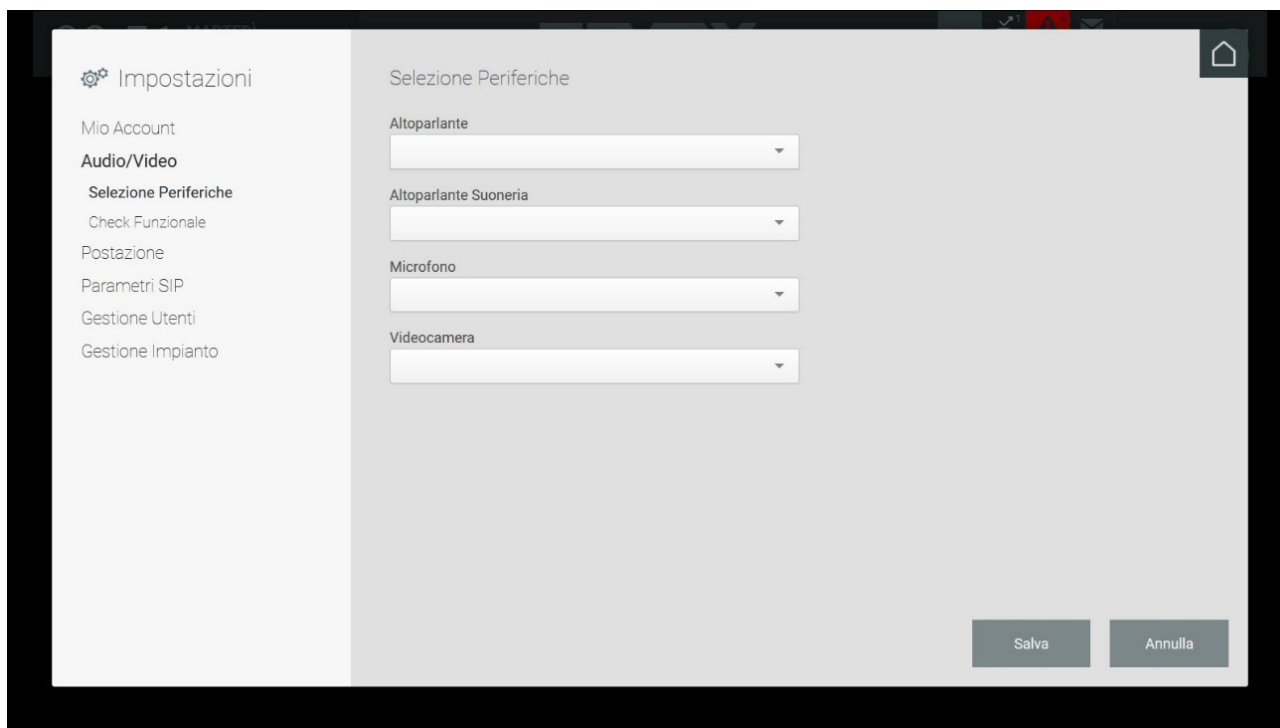 Impostazioni
Mio Account
Audio/Video
Selezione Periferiche
Check Funzionale
Postazione
Parametri SIP
Gestione Utenti
Gestione Impianto
Selezione Periferiche
Altoparlante
Altoparlante Suoneria
Microfono
Videocamera
Salva
Annulla